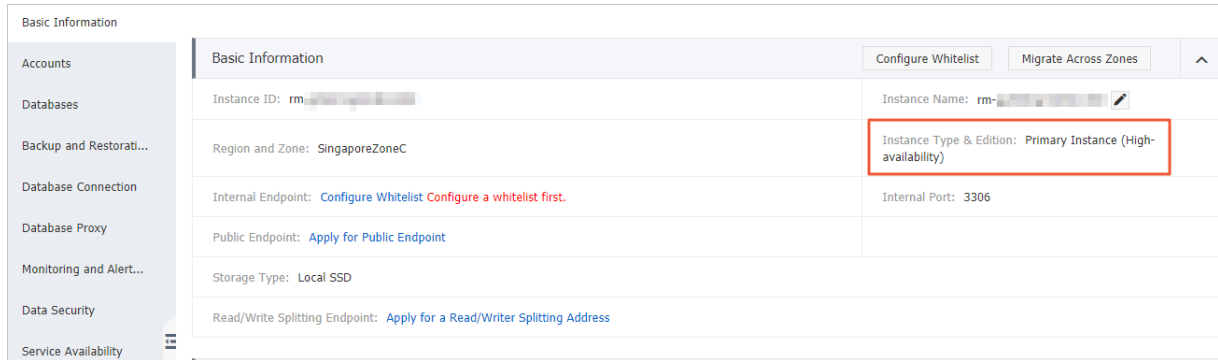 Basic Information
Accounts
Databases
Backup and Restorati...
Database Connection
Database Proxy
Monitoring and Alert...
Data Security
Service Availability
Basic Information
Configure Whitelist
Migrate Across Zones
Instance ID: rm
Instance Name: rm-
Region and Zone: SingaporeZoneC
Instance Type & Edition: Primary Instance (High-
availability)
Internal Endpoint: Configure Whitelist Configure a whitelist first.
Internal Port: 3306
Public Endpoint: Apply for Public Endpoint
Storage Type: Local SSD
Read/Write Splitting Endpoint: Apply for a Read/Writer Splitting Address